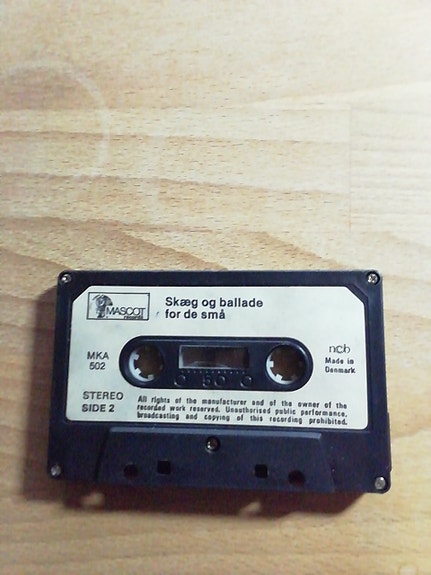 MASCOT
records
Skæg og ballade
for de små
MKA
502
ncb
Made in
Denmark
50
STEREO
SIDE 2
All rights of the manufacturer and of the owner of the
recorded work reserved. Unauthorised public performance,
broadcasting and copying of this recording prohibited.